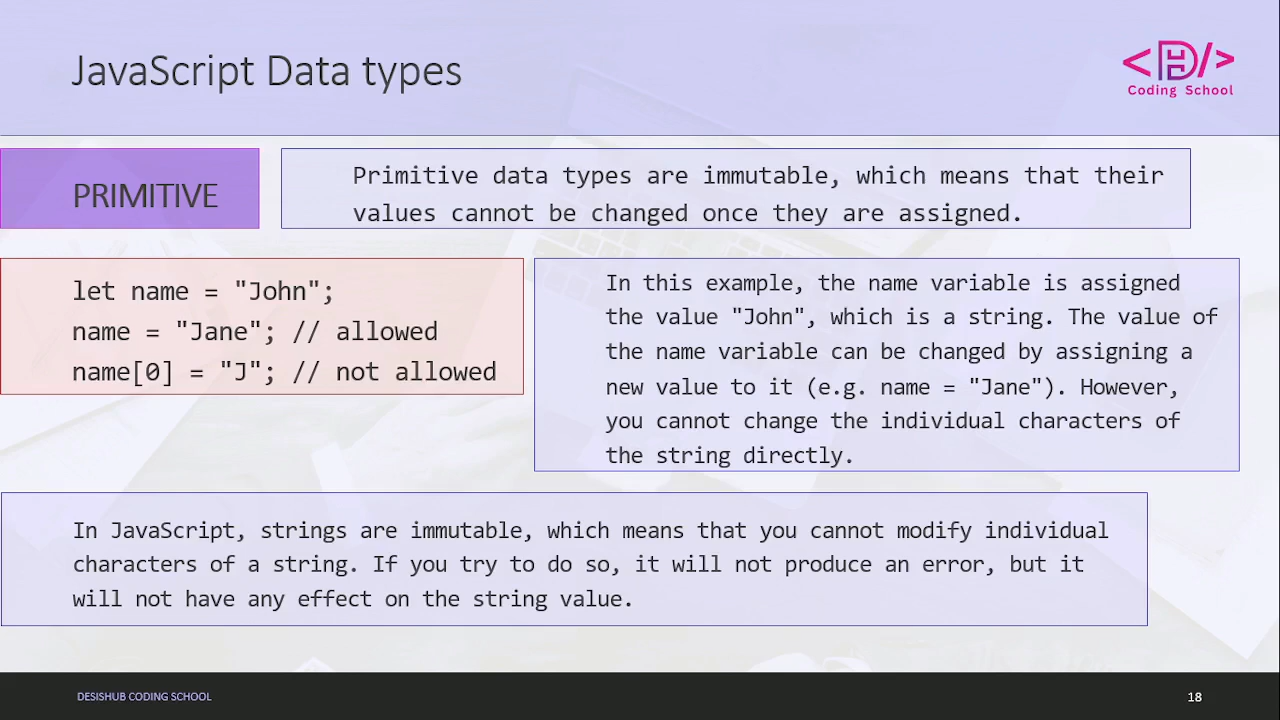 JavaScript Data types
</>
Coding School
PRIMITIVE
Primitive data types are immutable, which means that their
values cannot be changed once they are assigned.
let name = "John";
name = "Jane"; // allowed
name[0] = "J"; // not allowed
In this example, the name variable is assigned
the value "John", which is a string. The value of
the name variable can be changed by assigning a
new value to it (e.g. name = "Jane"). However,
you cannot change the individual characters of
the string directly.
In JavaScript, strings are immutable, which means that you cannot modify individual
characters of a string. If you try to do so, it will not produce an error, but it
will not have any effect on the string value.
DESISHUB CODING SCHOOL
18